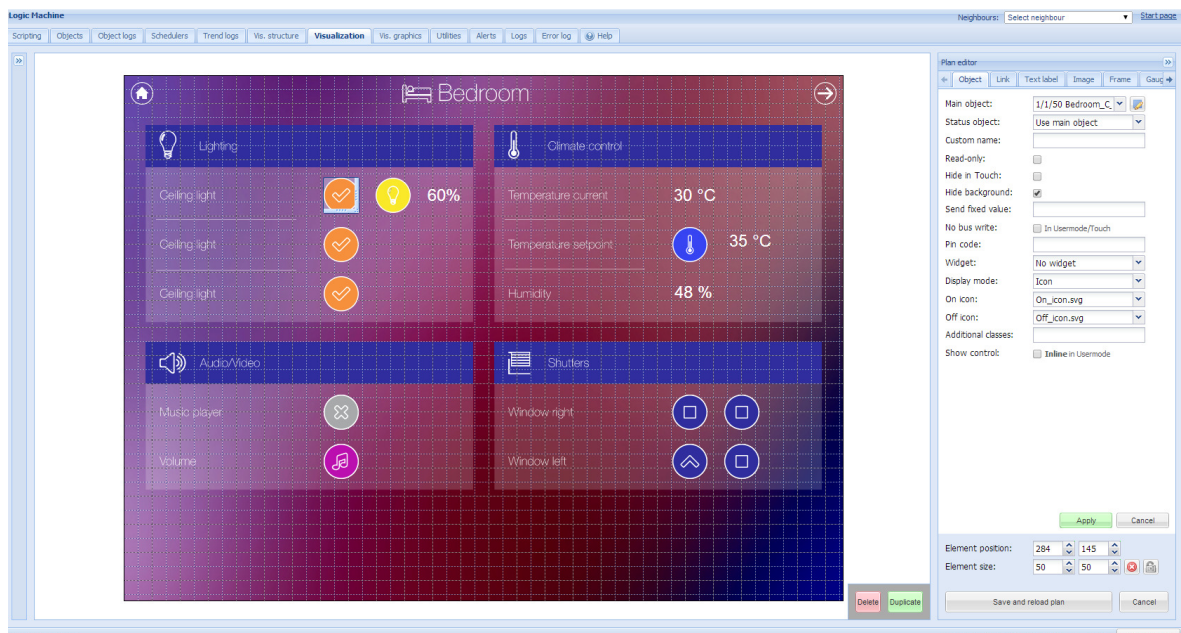 Logic Machine
Neighbours: Select neighbour Start page
Scripting Objects Object logs Schedulers Trend logs Vis. structure Visualization Vis. graphics Utilities Alerts Logs Error log Help
Plan editor
Object Link Text label Image Frame Gaug
Bedroom
Lighting
Ceiling light 60%
Ceiling light
Ceiling light
Climate control
Temperature current 30 °C
Temperature setpoint 35 °C
Humidity 48 %
Audio/Video
Music player
Volume
Shutters
Window right
Window left
Delete Duplicate
Main object: 1/1/50 Bedroom_C_
Status object: Use main object
Custom name:
Read-only:
Hide in Touch:
Hide background:
Send fixed value:
No bus write: In Usermode/Touch
Pin code:
Widget: No widget
Display mode: Icon
On icon: On_icon.svg
Off icon: Off_icon.svg
Additional classes:
Show control: Inline in Usermode
Apply Cancel
Element position: 284 145
Element size: 50 50
Save and reload plan Cancel